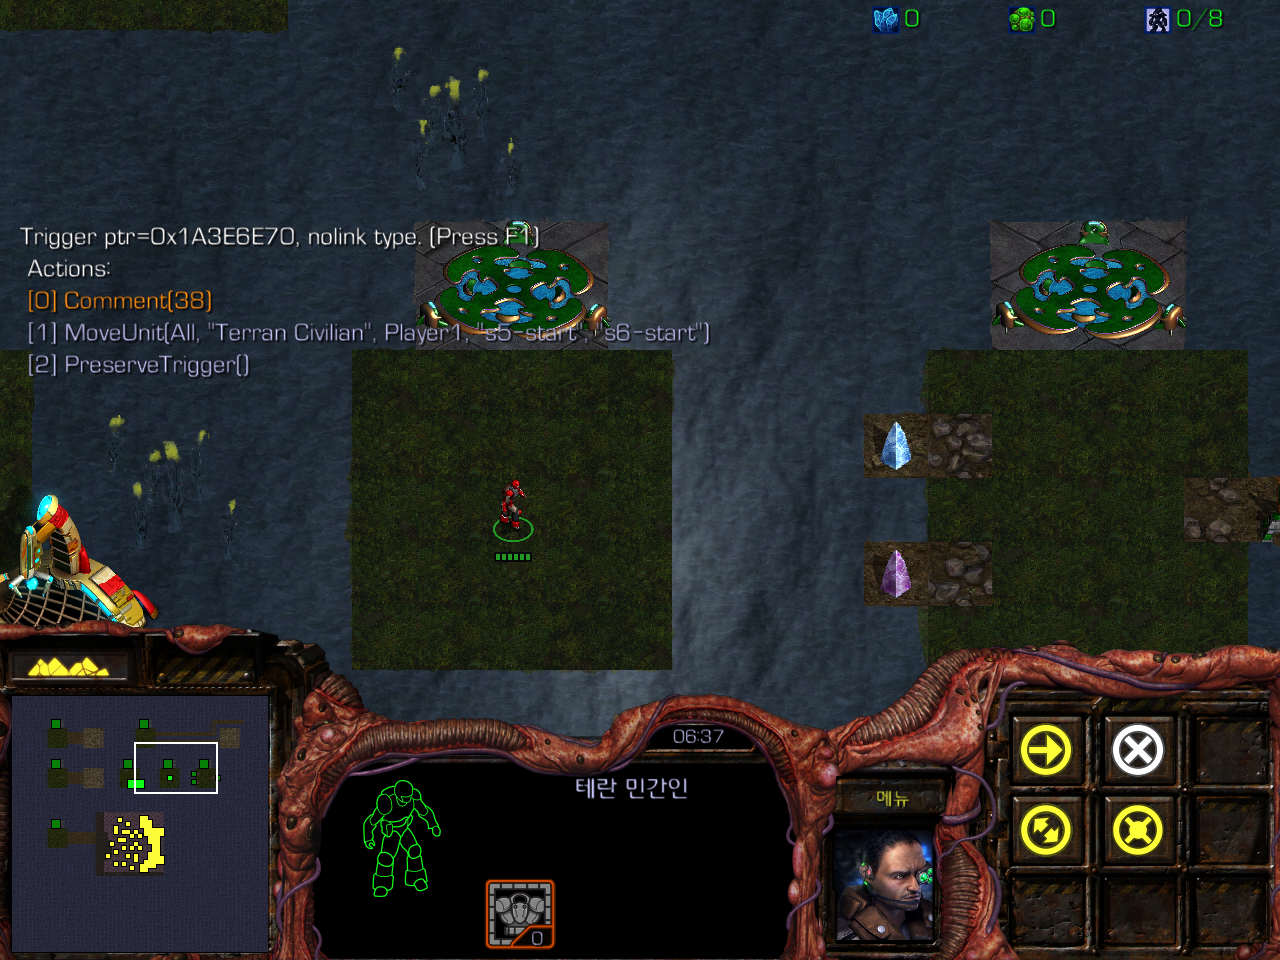 0 0 0/8
Trigger ptr=0x1A3E6E70, nolink type. (Press F1)
Actions:
[0] Comment(38)
[1] MoveUnit(All, "Terran Civilian", Player1, "s5-start", "s6-start")
[2] PreserveTrigger()
06:37
테란 민간인
메뉴
0